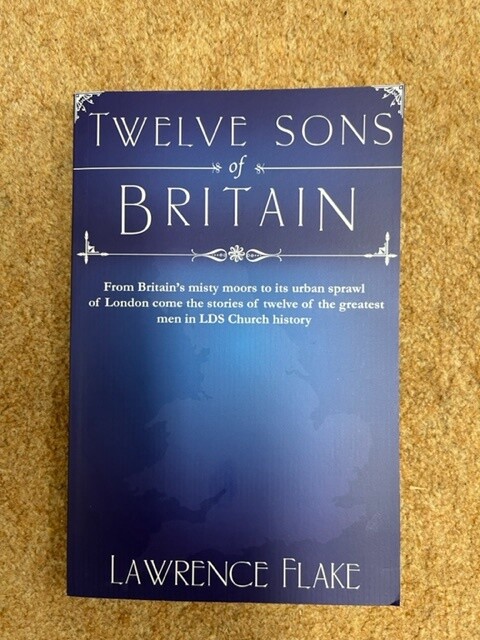 TWELVE SONS
of
BRITAIN
From Britain's misty moors to its urban sprawl
of London come the stories of twelve of the greatest
men in LDS Church history
LAWRENCE FLAKE